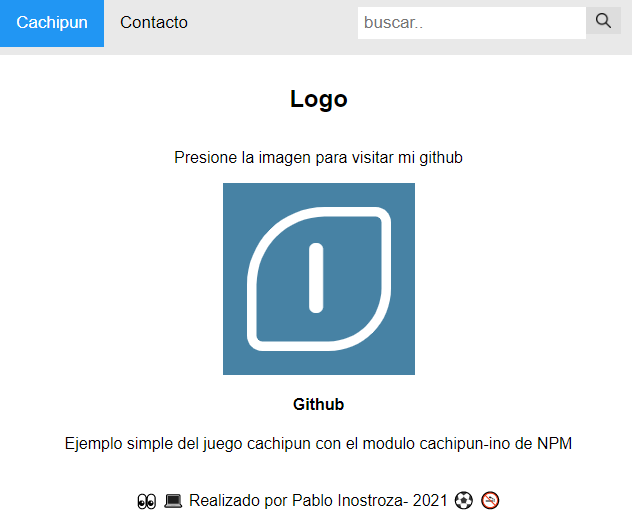 Cachipun Contacto buscar..
Logo
Presione la imagen para visitar mi github
Github
Ejemplo simple del juego cachipun con el modulo cachipun-ino de NPM
👀 💻 Realizado por Pablo Inostroza- 2021 ⚽ 🚭